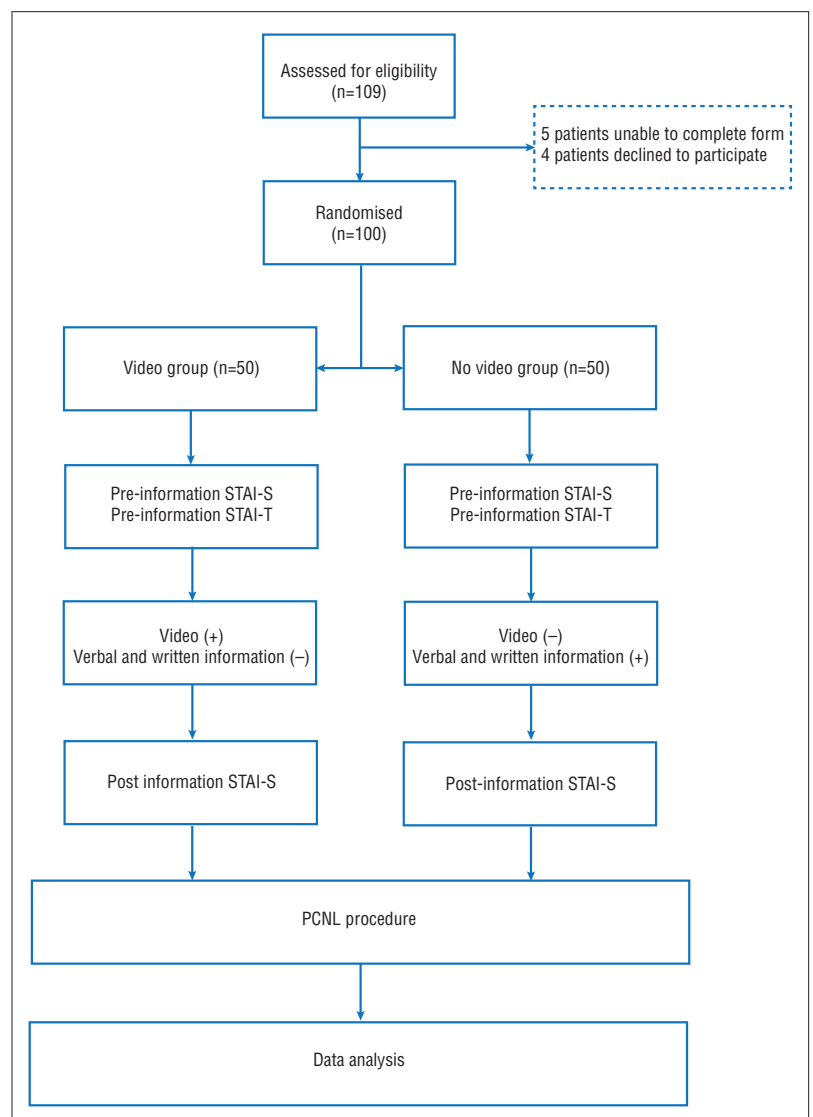 Assessed for eligibility
(n=109)
5 patients unable to complete form
4 patients declined to participate
Randomised
(n=100)
Video group (n=50)
No video group (n=50)
Pre-information STAI-S
Pre-information STAI-T
Pre-information STAI-S
Pre-information STAI-T
Video (+)
Verbal and written information (–)
Video (–)
Verbal and written information (+)
Post information STAI-S
Post-information STAI-S
PCNL procedure
Data analysis